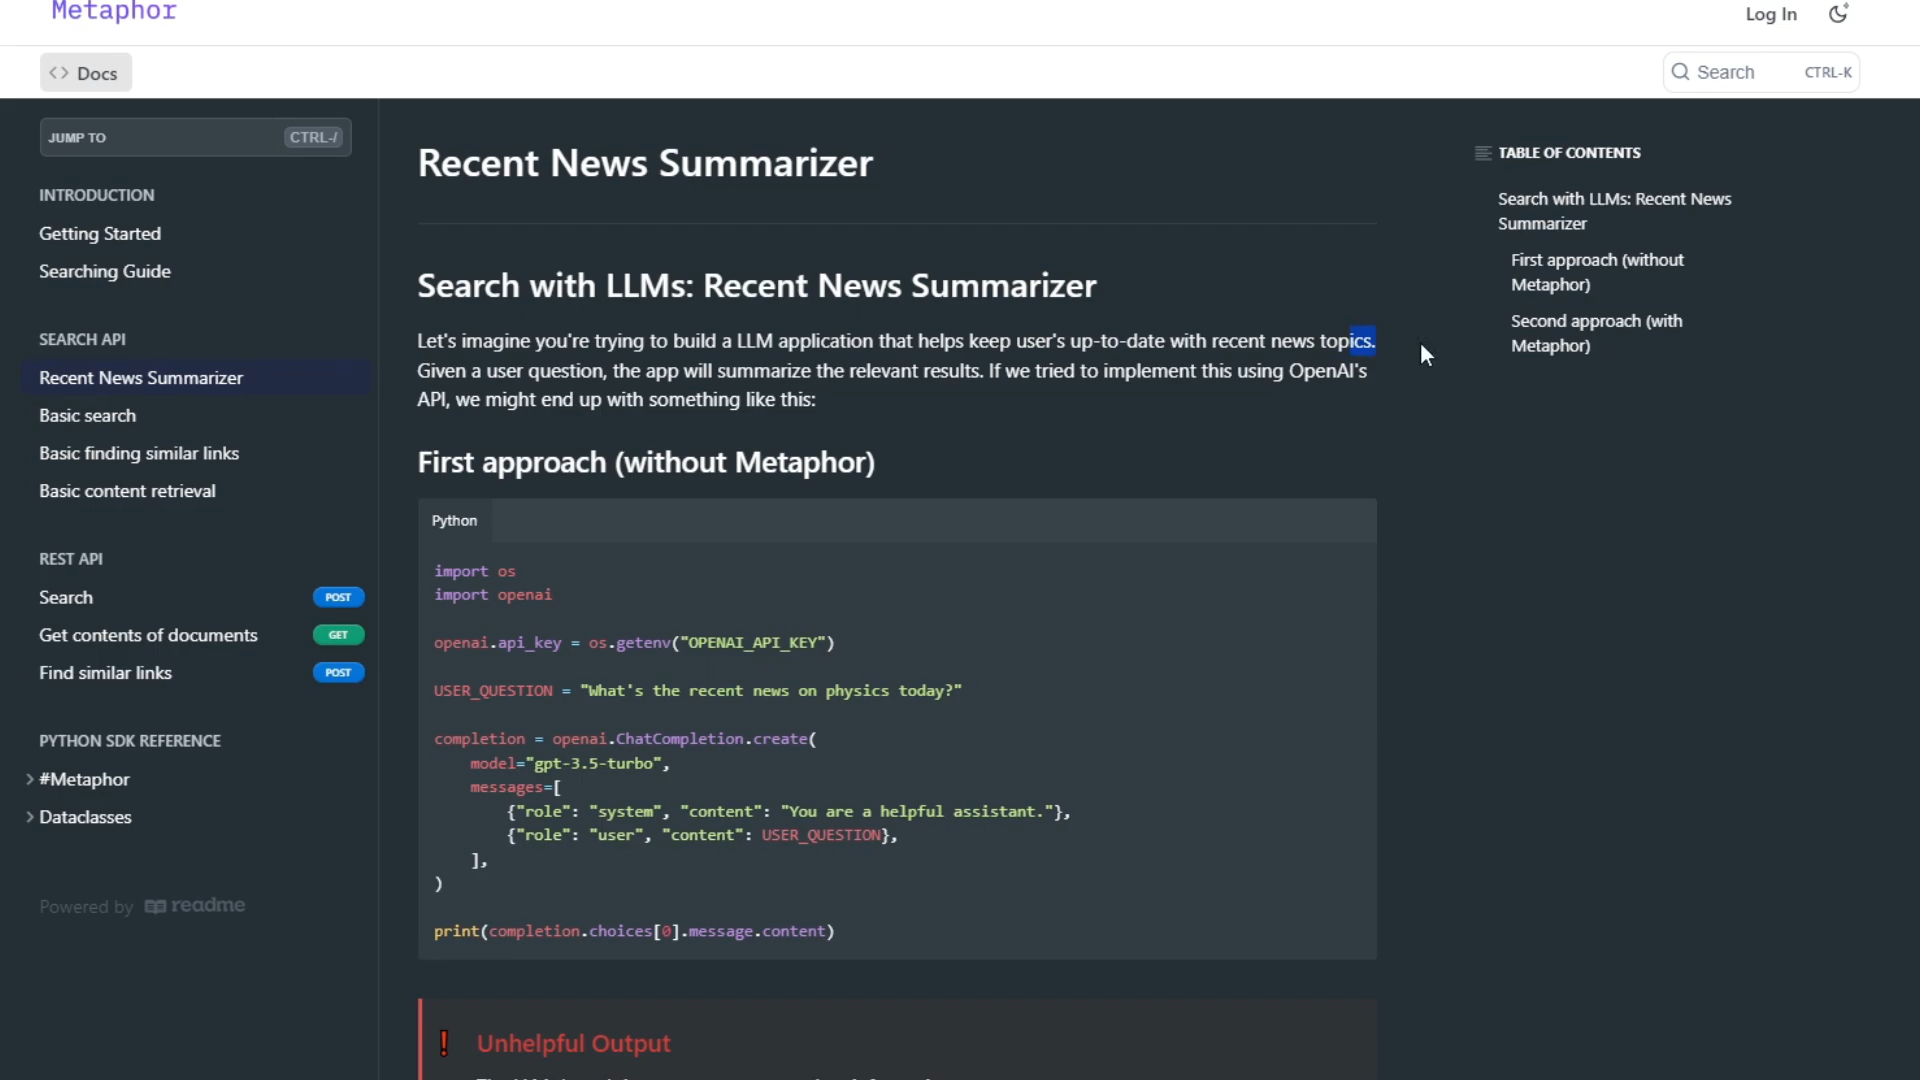 Metaphor
Log In
<> Docs
Search CTRL-K
JUMP TO CTRL-/
INTRODUCTION
Getting Started
Searching Guide
SEARCH API
Recent News Summarizer
Basic search
Basic finding similar links
Basic content retrieval
REST API
Search POST
Get contents of documents GET
Find similar links POST
PYTHON SDK REFERENCE
#Metaphor
Dataclasses
Powered by readme
Recent News Summarizer
Search with LLMs: Recent News Summarizer
Let's imagine you're trying to build a LLM application that helps keep user's up-to-date with recent news topics.
Given a user question, the app will summarize the relevant results. If we tried to implement this using OpenAI's
API, we might end up with something like this:
First approach (without Metaphor)
Python
import os
import openai
openai.api_key = os.getenv("OPENAI_API_KEY")
USER_QUESTION = "What's the recent news on physics today?"
completion = openai.ChatCompletion.create(
model="gpt-3.5-turbo",
messages=[
{"role": "system", "content": "You are a helpful assistant."},
{"role": "user", "content": USER_QUESTION},
],
)
print(completion.choices[0].message.content)
! Unhelpful Output
TABLE OF CONTENTS
Search with LLMs: Recent News
Summarizer
First approach (without
Metaphor)
Second approach (with
Metaphor)